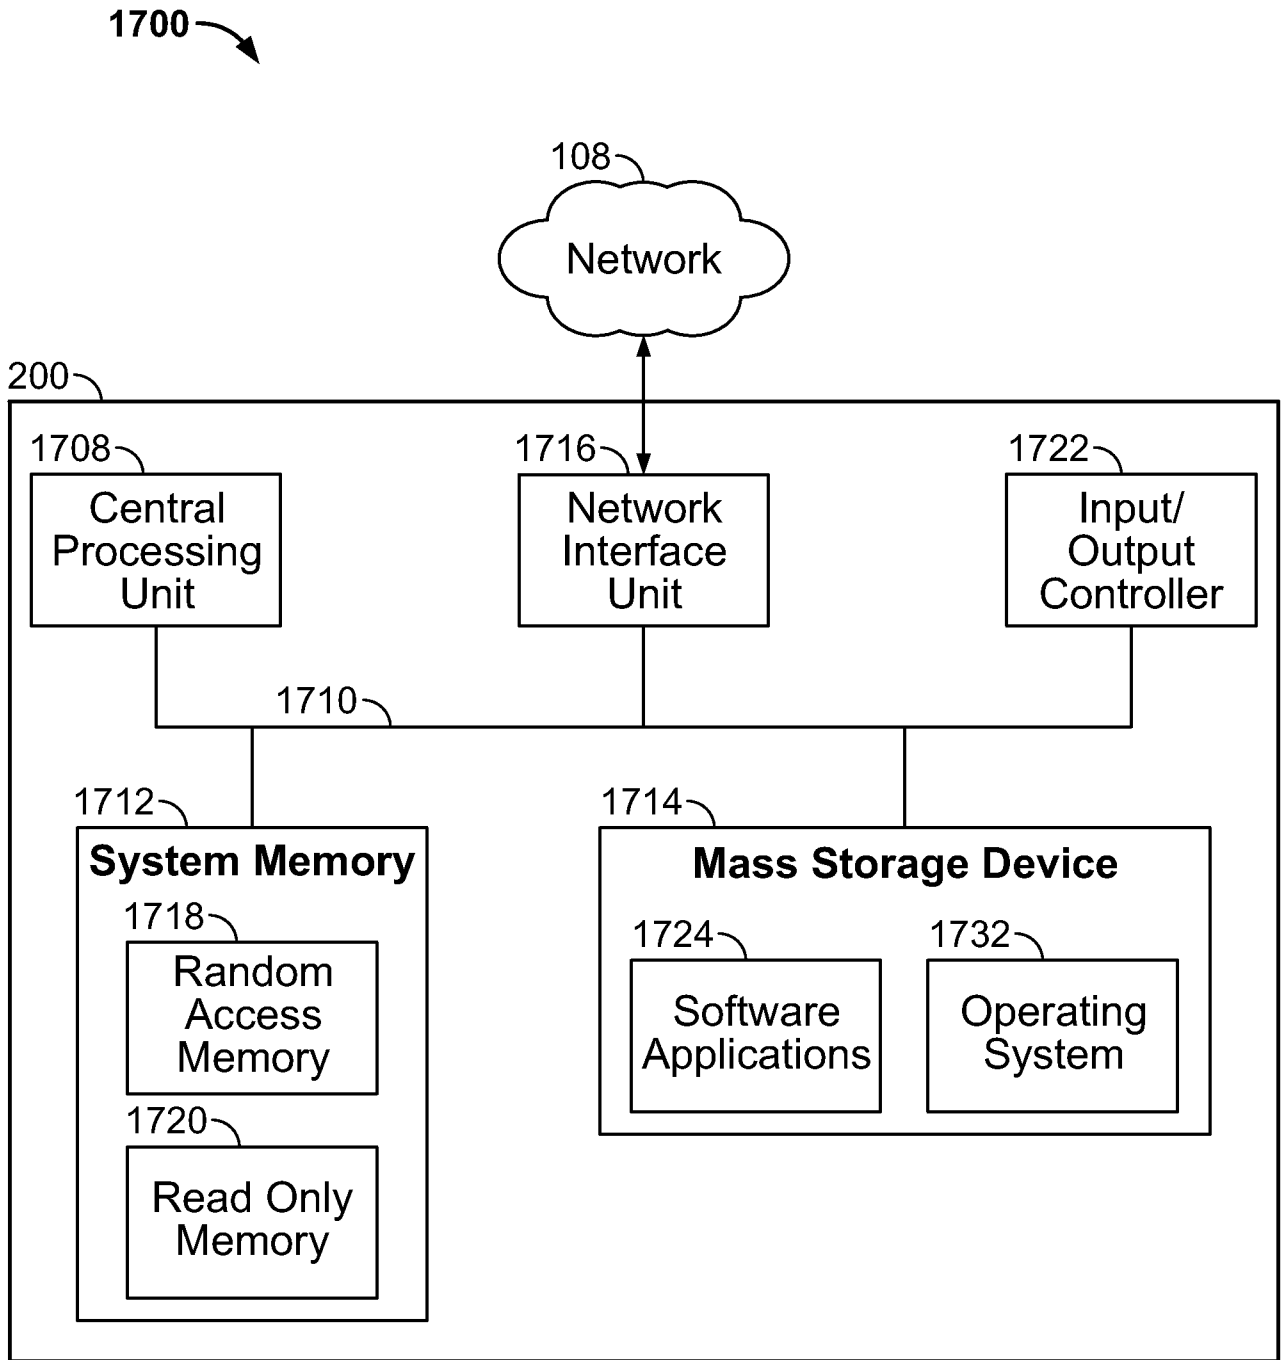 1700
108
Network
200
1708
Central
Processing
Unit
1716
Network
Interface
Unit
1722
Input/
Output
Controller
1710
1712
System Memory
1718
Random
Access
Memory
1720
Read Only
Memory
1714
Mass Storage Device
1724
Software
Applications
1732
Operating
System